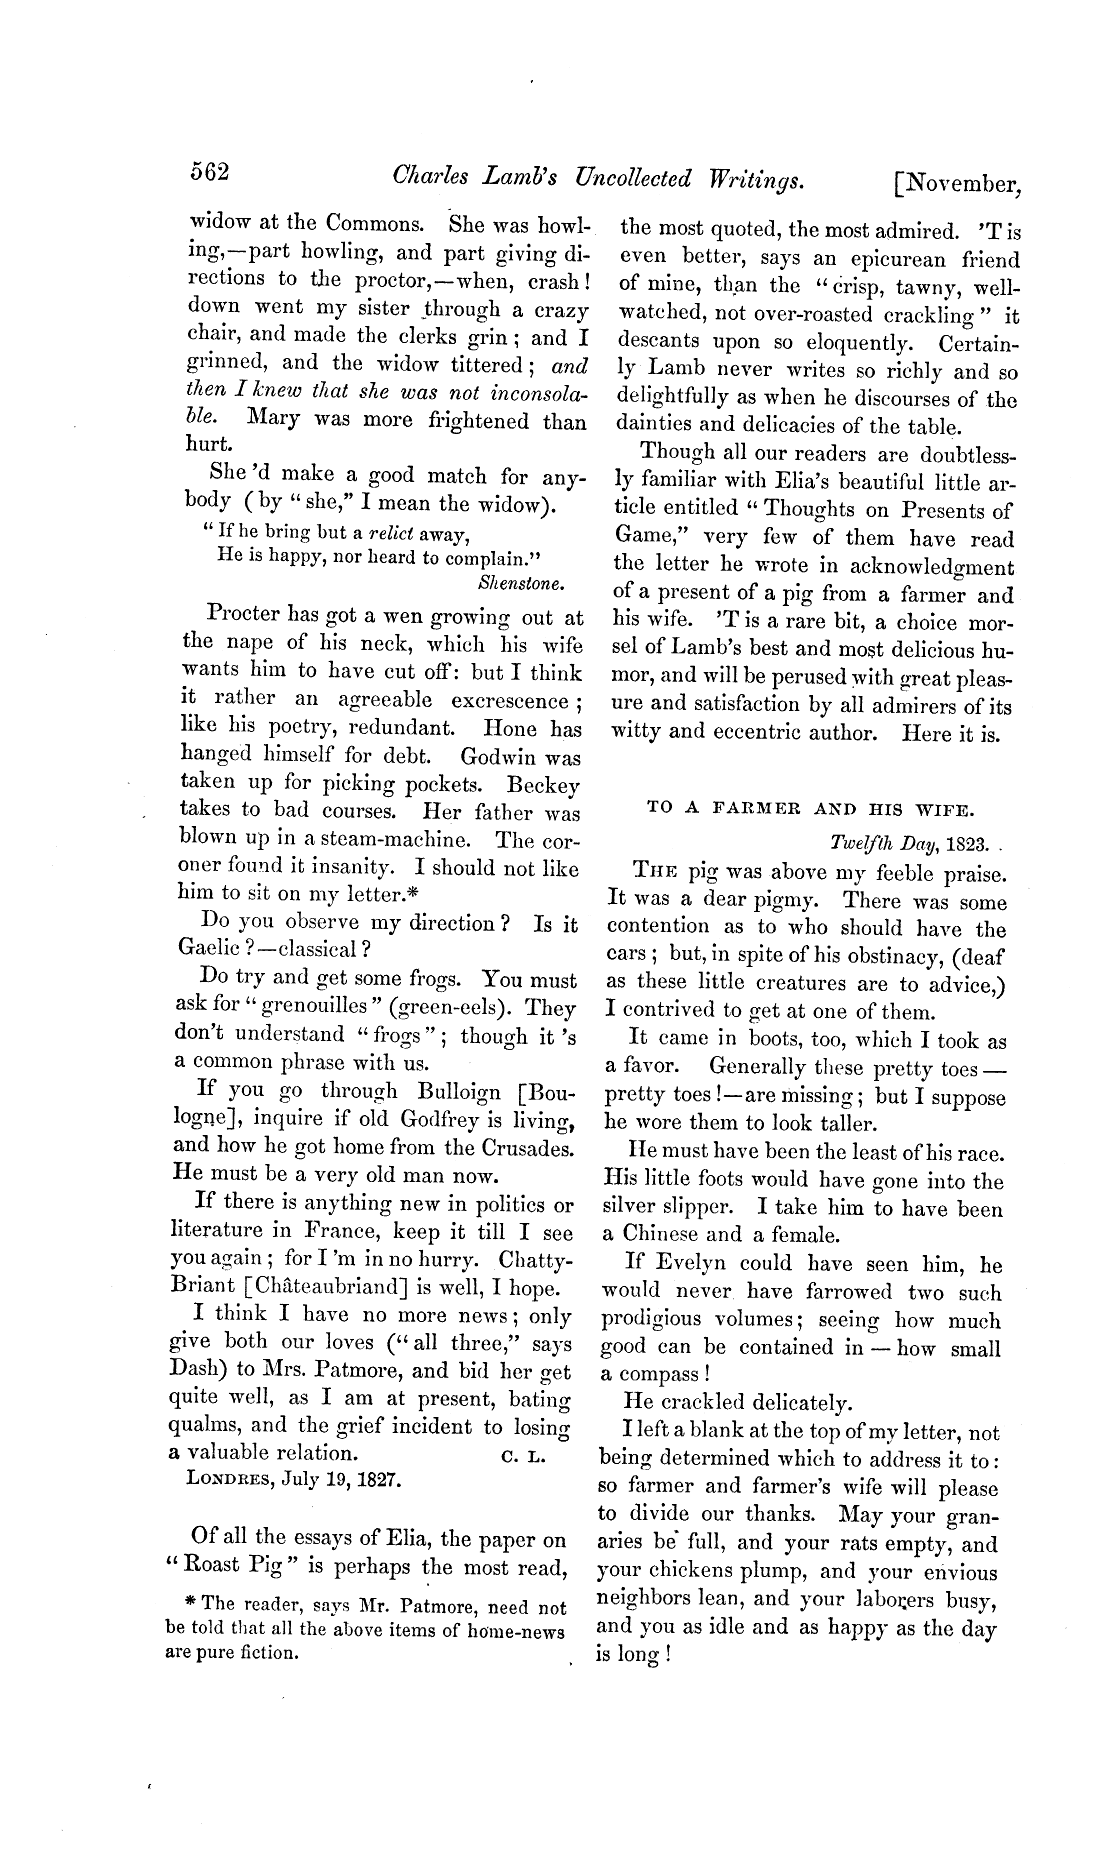 562
Charles Lamb's Uncollected Writings.
[November,
widow at the Commons. She was howl-
ing,—part howling, and part giving di-
rections to the proctor,—when, crash!
down went my sister through a crazy
chair, and made the clerks grin; and I
grinned, and the widow tittered; and
then I knew that she was not inconsola-
ble. Mary was more frightened than
hurt.
She 'd make a good match for any-
body (by "she," I mean the widow).
"If he bring but a relict away,
He is happy, nor heard to complain."
Shenstone.
Procter has got a wen growing out at
the nape of his neck, which his wife
wants him to have cut off: but I think
it rather an agreeable excrescence;
like his poetry, redundant. Hone has
hanged himself for debt. Godwin was
taken up for picking pockets. Beckey
takes to bad courses. Her father was
blown up in a steam-machine. The cor-
oner found it insanity. I should not like
him to sit on my letter.*
Do you observe my direction? Is it
Gaelic?—classical?
Do try and get some frogs. You must
ask for "grenouilles" (green-eels). They
don't understand "frogs"; though it 's
a common phrase with us.
If you go through Bulloign [Bou-
logne], inquire if old Godfrey is living,
and how he got home from the Crusades.
He must be a very old man now.
If there is anything new in politics or
literature in France, keep it till I see
you again; for I 'm in no hurry. Chatty-
Briant [Châteaubriand] is well, I hope.
I think I have no more news; only
give both our loves ("all three," says
Dash) to Mrs. Patmore, and bid her get
quite well, as I am at present, bating
qualms, and the grief incident to losing
a valuable relation. C. L.
LONDRES, July 19, 1827.
Of all the essays of Elia, the paper on
"Roast Pig" is perhaps the most read,
* The reader, says Mr. Patmore, need not
be told that all the above items of home-news
are pure fiction.
the most quoted, the most admired. 'T is
even better, says an epicurean friend
of mine, than the "crisp, tawny, well-
watched, not over-roasted crackling" it
descants upon so eloquently. Certain-
ly Lamb never writes so richly and so
delightfully as when he discourses of the
dainties and delicacies of the table.
Though all our readers are doubtless-
ly familiar with Elia's beautiful little ar-
ticle entitled "Thoughts on Presents of
Game," very few of them have read
the letter he wrote in acknowledgment
of a present of a pig from a farmer and
his wife. 'T is a rare bit, a choice mor-
sel of Lamb's best and most delicious hu-
mor, and will be perused with great pleas-
ure and satisfaction by all admirers of its
witty and eccentric author. Here it is.
TO A FARMER AND HIS WIFE.
Twelfth Day, 1823.
THE pig was above my feeble praise.
It was a dear pigmy. There was some
contention as to who should have the
ears; but, in spite of his obstinacy, (deaf
as these little creatures are to advice,)
I contrived to get at one of them.
It came in boots, too, which I took as
a favor. Generally these pretty toes—
pretty toes!—are missing; but I suppose
he wore them to look taller.
He must have been the least of his race.
His little foots would have gone into the
silver slipper. I take him to have been
a Chinese and a female.
If Evelyn could have seen him, he
would never have farrowed two such
prodigious volumes; seeing how much
good can be contained in — how small
a compass!
He crackled delicately.
I left a blank at the top of my letter, not
being determined which to address it to:
so farmer and farmer's wife will please
to divide our thanks. May your gran-
aries be full, and your rats empty, and
your chickens plump, and your envious
neighbors lean, and your laborers busy,
and you as idle and as happy as the day
is long!